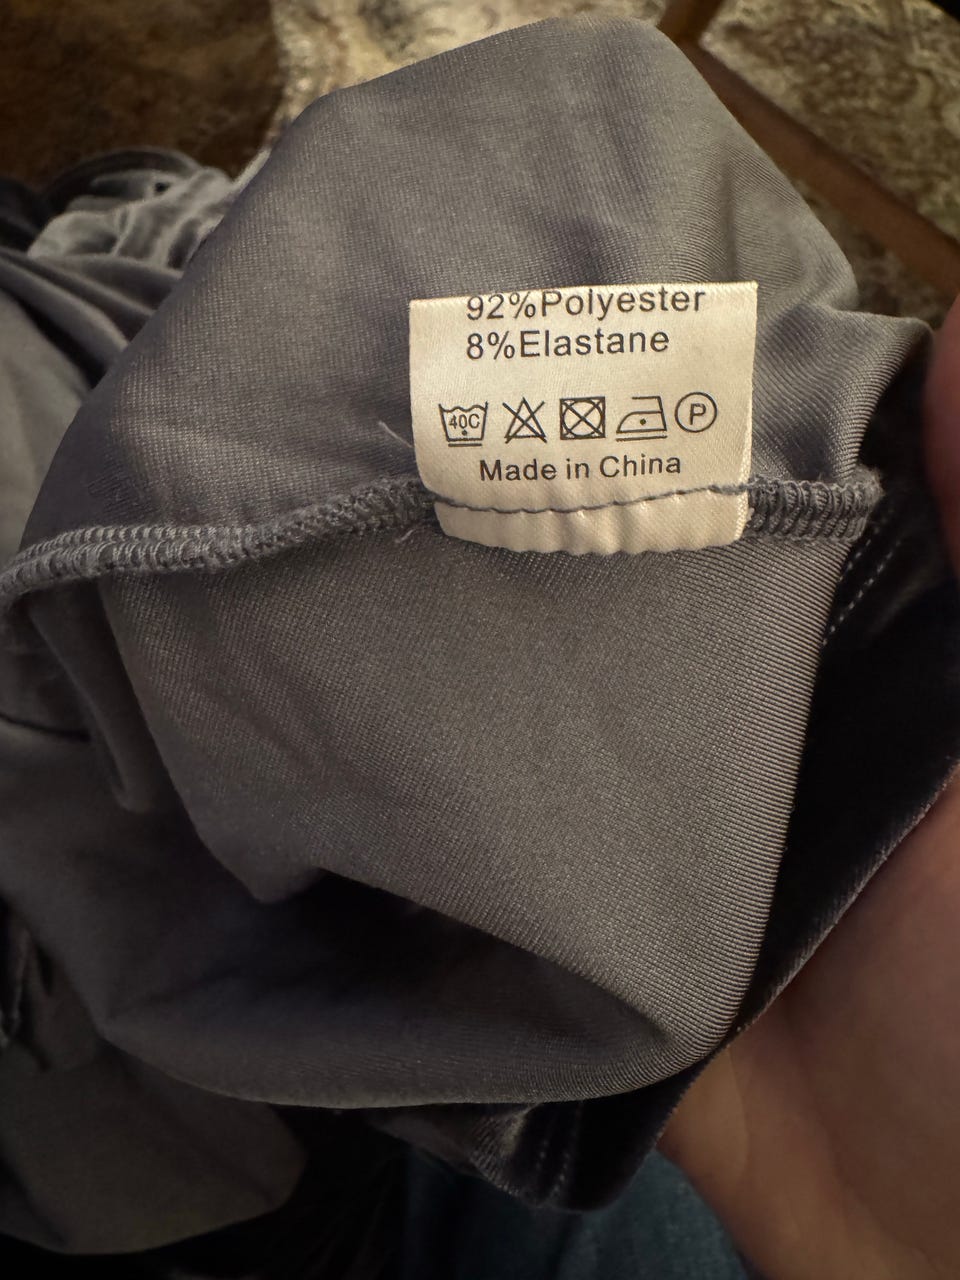 92%Polyester
8%Elastane
40C P
Made in China